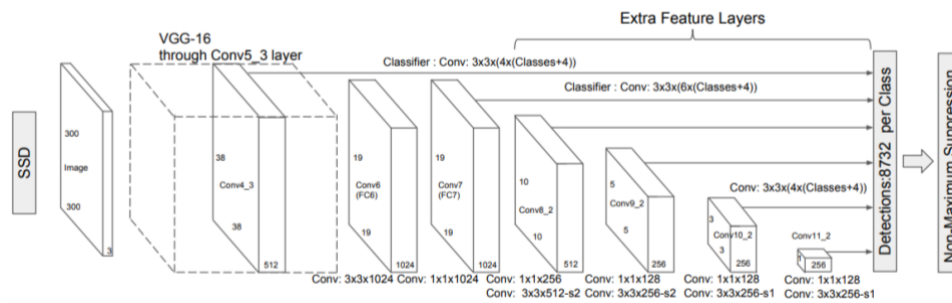 Extra Feature Layers
VGG-16
through Conv5_3 layer
Classifier : Conv: 3x3x(4x(Classes+4))
Classifier : Conv: 3x3x(6x(Classes+4))
SSD
300
Image
300
3
38
Conv4_3
38
512
19
Conv6
(FC6)
19
1024
19
Conv7
(FC7)
19
1024
10
Conv8_2
10
512
5
Conv9_2
5
256
Conv: 3x3x(4x(Classes+4))
3
Conv10_2
3
256
Conv11_2
1
256
Detections:8732 per Class
Non-Maximum Suppression
Conv: 3x3x1024
Conv: 1x1x1024
Conv: 1x1x256
Conv: 3x3x512-s2
Conv: 1x1x128
Conv: 3x3x256-s2
Conv: 1x1x128
Conv: 3x3x256-s1
Conv: 1x1x128
Conv: 3x3x256-s1